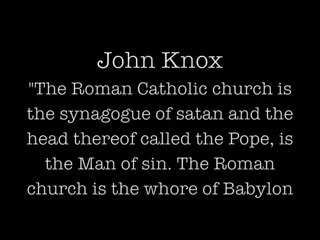 John Knox
"The Roman Catholic church is
the synagogue of satan and the
head thereof called the Pope, is
the Man of sin. The Roman
church is the whore of Babylon